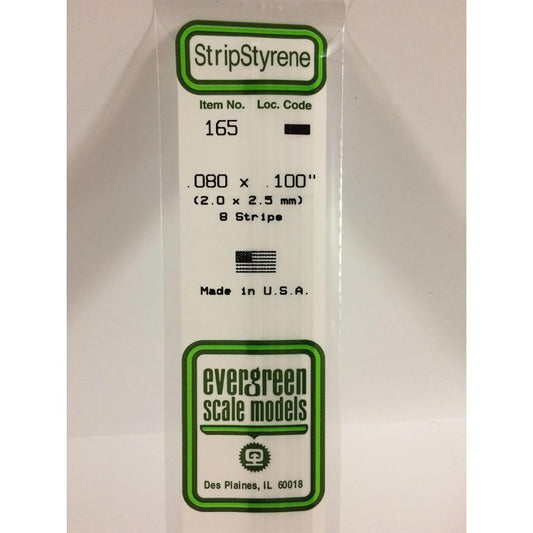 StripStyrene
Item No. Loc. Code
165
.080 x .100"
(2.0 x 2.5 mm)
8 Strips
Made in U.S.A.
evergreen
scale models
Des Plaines, IL 60018